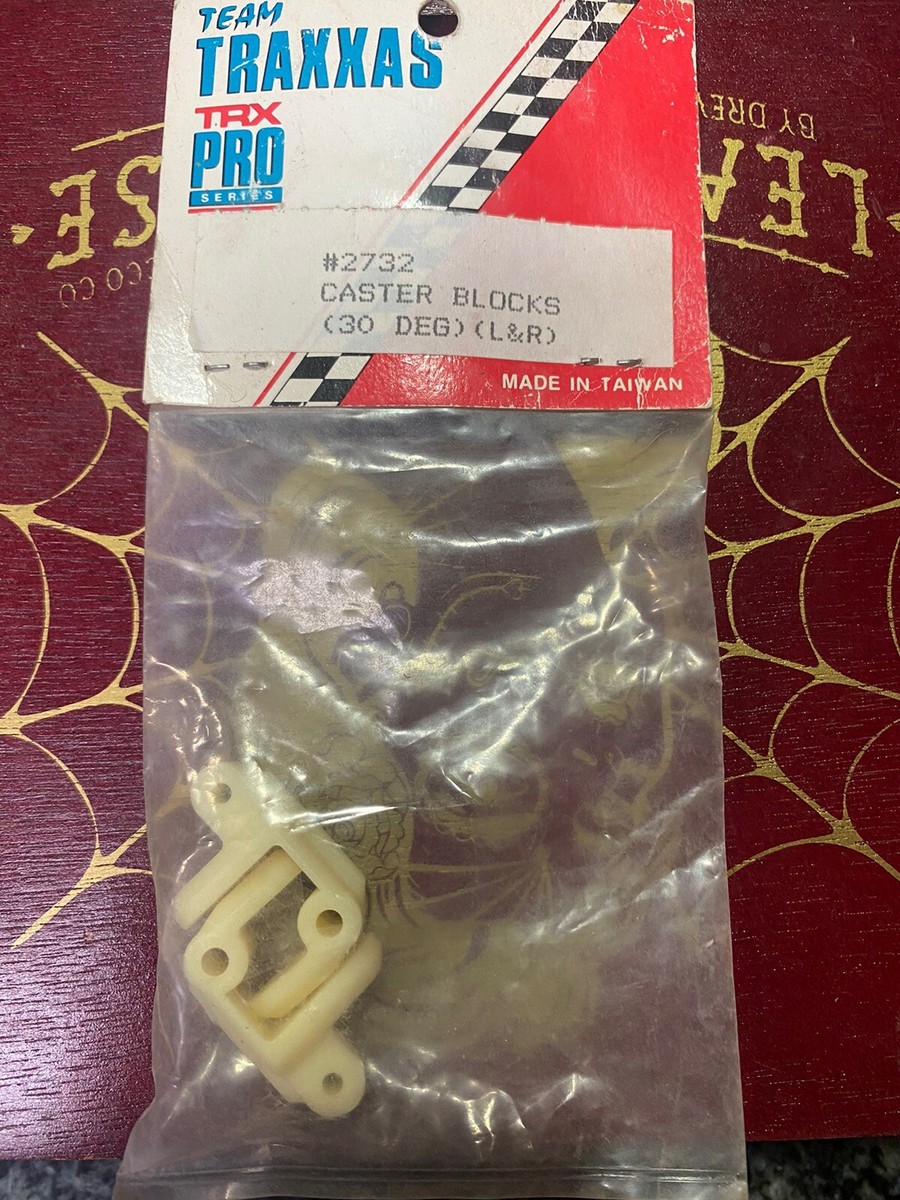 TEAM
TRAXXAS
TRX
PRO
SERIES
#2732
CASTER BLOCKS
(30 DEG)(L&R)
MADE IN TAIWAN